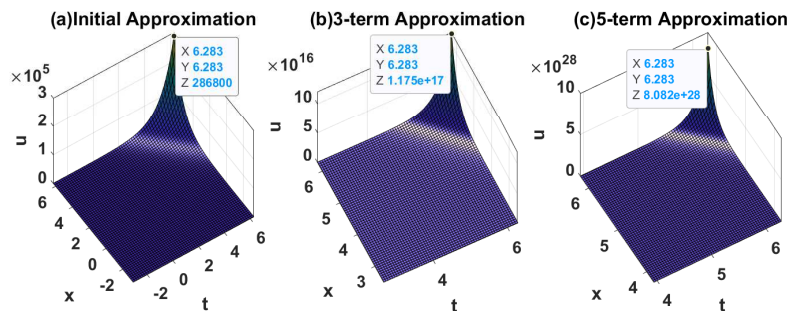 (a)Initial Approximation
X 6.283
Y 6.283
Z 286800
×10^5
3
2
1
0
u
6
4
2
0
-2
x
-2
0
2
4
6
t
(b)3-term Approximation
X 6.283
Y 6.283
Z 1.175e+17
×10^16
10
5
0
u
6
5
4
3
x
4
5
6
t
(c)5-term Approximation
X 6.283
Y 6.283
Z 8.082e+28
×10^28
10
5
0
u
6
5
4
x
4
5
6
t